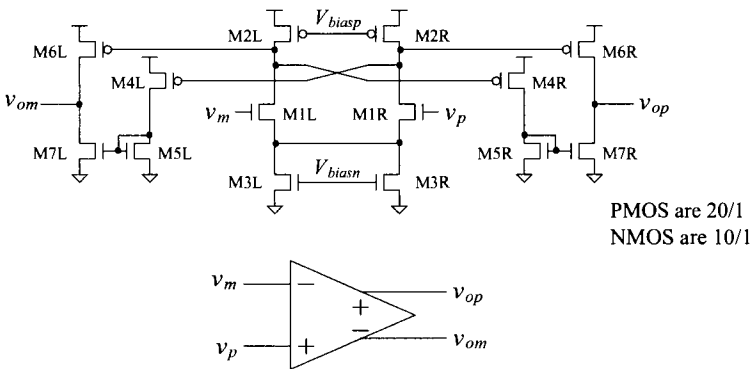 V_biasp
M6L M2L M2R M6R
M4L M4R
v_om v_m M1L M1R v_p v_op
M7L M5L V_biasn M5R M7R
M3L M3R
PMOS are 20/1
NMOS are 10/1
v_m − v_op
+
−
v_p + v_om